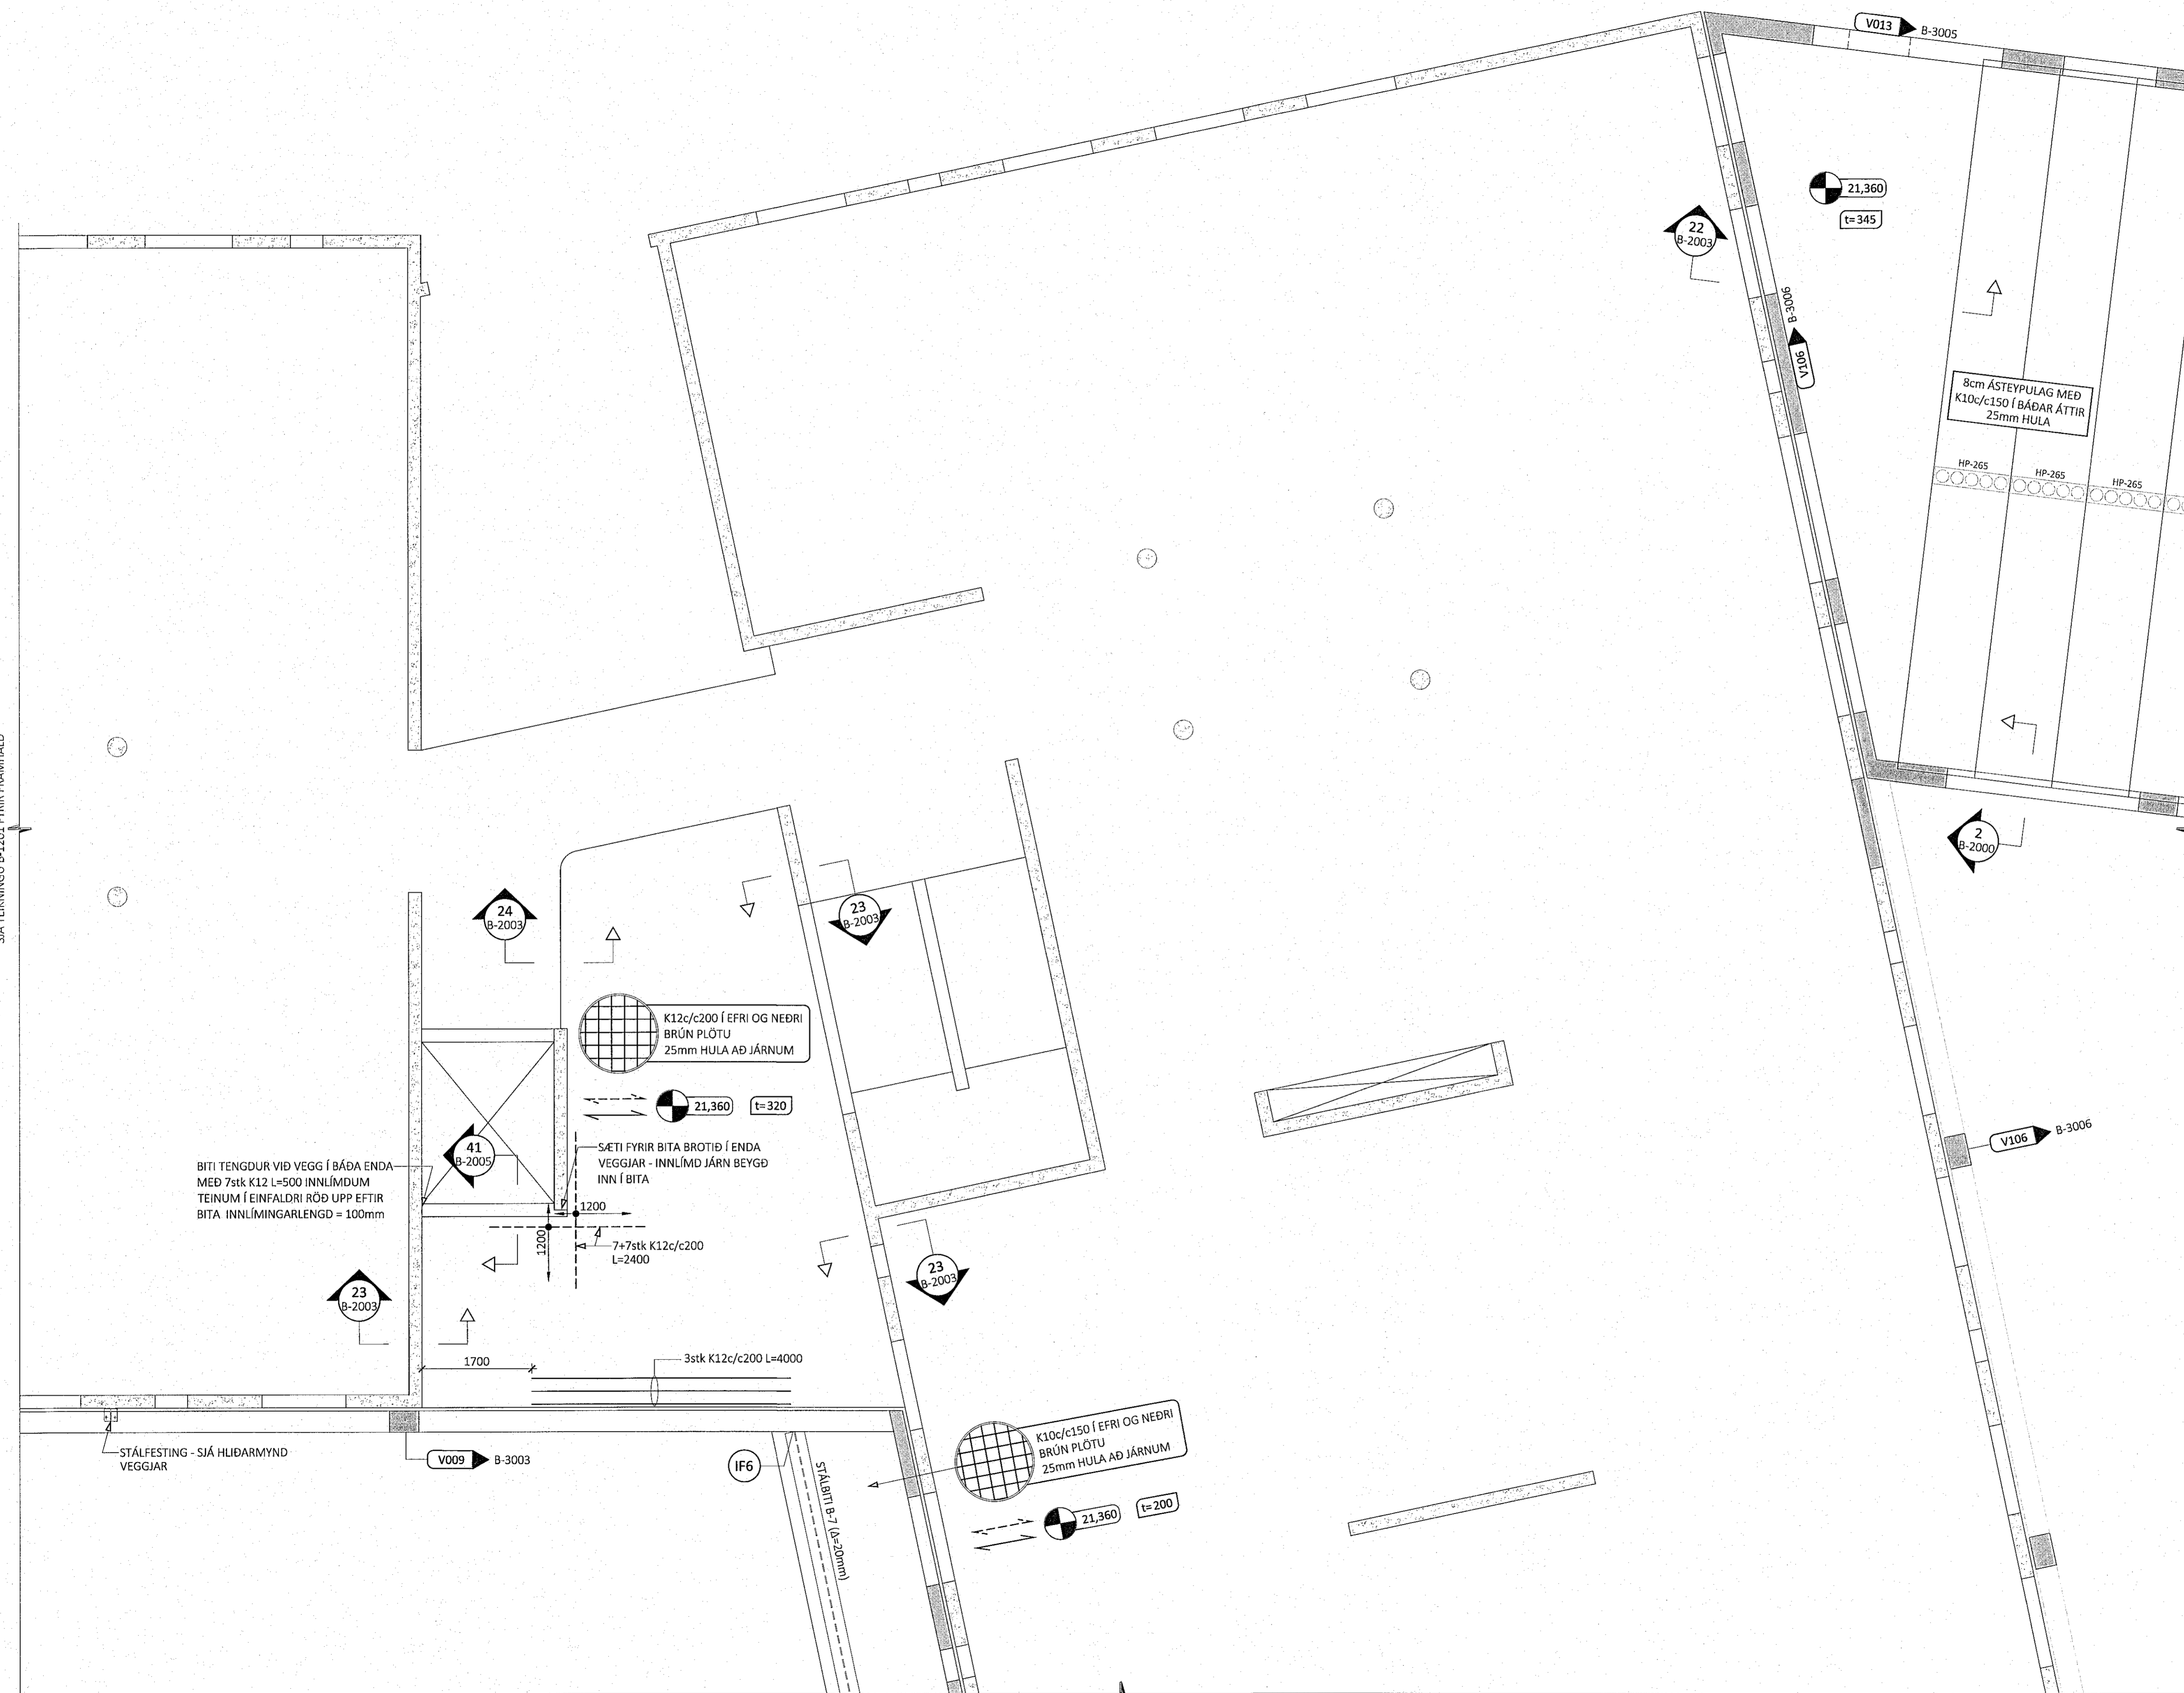 V013
B-3005
21,360
t=345
22
B-2003
B-3006
V106
8cm ÁSTEYPULAG MEÐ
K10c/c150 Í BÁÐAR ÁTTIR
25mm HULA
HP-265
HP-265
HP-265
2
B-2000
24
B-2003
23
B-2003
K12c/c200 Í EFRI OG NEÐRI
BRÚN PLÖTU
25mm HULA AÐ JÁRNUM
21,360
t=320
41
B-2005
SÆTI FYRIR BITA BROTIÐ Í ENDA
VEGGJAR - INNLÍMD JÁRN BEYGÐ
INN Í BITA
BITI TENGDUR VIÐ VEGG Í BÁÐA ENDA
MEÐ 7stk K12 L=500 INNLÍMDUM
TEINUM Í EINFALDRI RÖÐ UPP EFTIR
BITA INNLÍMINGARLENGD = 100mm
1200
1200
7+7stk K12c/c200
L=2400
V106
B-3006
23
B-2003
23
B-2003
1700
3stk K12c/c200 L=4000
STÁLFESTING - SJÁ HLIÐARMYND
VEGGJAR
V009
B-3003
IF6
STÁLBITI B-7 (Δ=20mm)
K10c/c150 Í EFRI OG NEÐRI
BRÚN PLÖTU
25mm HULA AÐ JÁRNUM
21,360
t=200